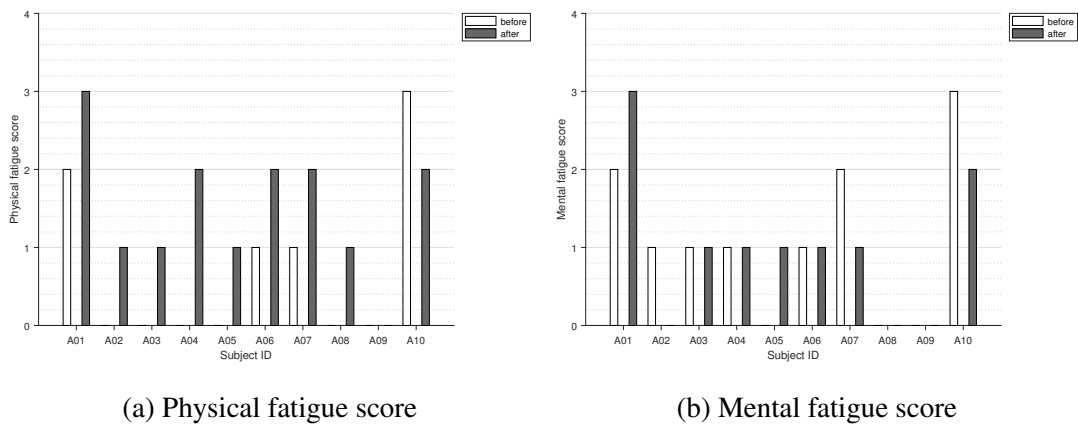 4
3
2
1
0
Physical fatigue score
A01 A02 A03 A04 A05 A06 A07 A08 A09 A10
Subject ID
before
after
(a) Physical fatigue score
4
3
2
1
0
Mental fatigue score
A01 A02 A03 A04 A05 A06 A07 A08 A09 A10
Subject ID
before
after
(b) Mental fatigue score